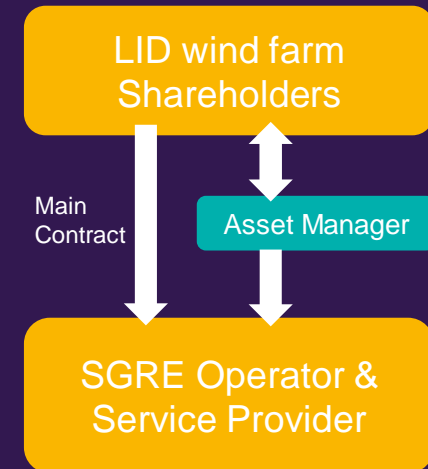 LID wind farm
Shareholders
Main
Contract
Asset Manager
SGRE Operator &
Service Provider